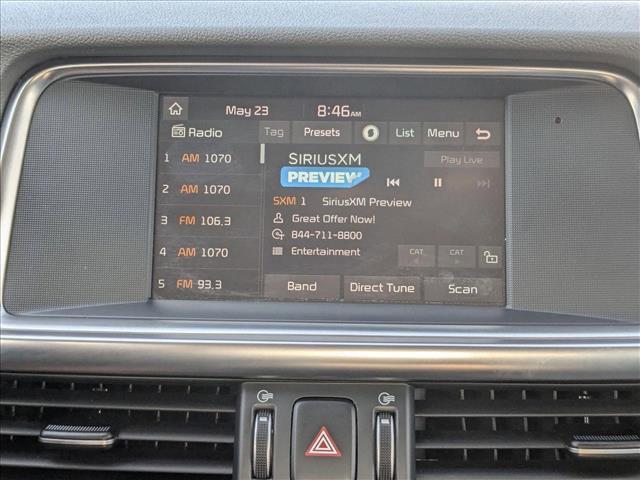 May 23 8:46AM
Radio Tag Presets List Menu
1 AM 1070
2 AM 1070
3 FM 106.3
4 AM 1070
5 FM 93.3
SIRIUSXM
PREVIEW
Play Live
SXM 1 SiriusXM Preview
Great Offer Now!
844-711-8800
Entertainment
CAT CAT
Band Direct Tune Scan